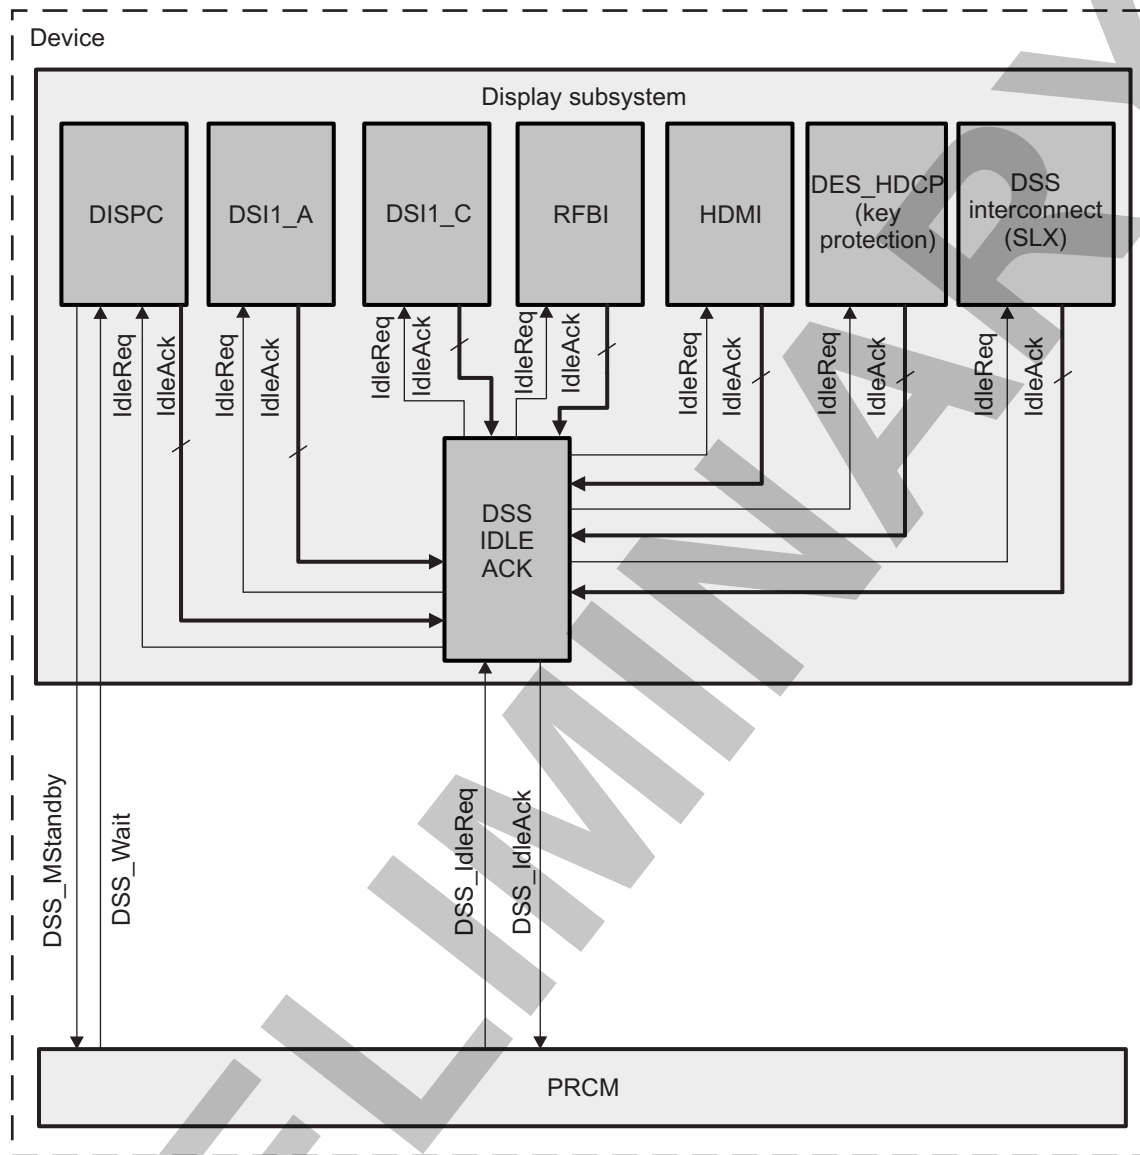 Device
Display subsystem
DISPC
DSI1_A
DSI1_C
RFBI
HDMI
DES_HDCP
(key
protection)
DSS
interconnect
(SLX)
IdleReq
IdleAck
IdleReq
IdleAck
IdleReq
IdleAck
IdleReq
IdleAck
IdleReq
IdleAck
IdleReq
IdleAck
IdleReq
IdleAck
DSS
IDLE
ACK
DSS_MStandby
DSS_Wait
DSS_IdleReq
DSS_IdleAck
PRCM
ELIMINARY